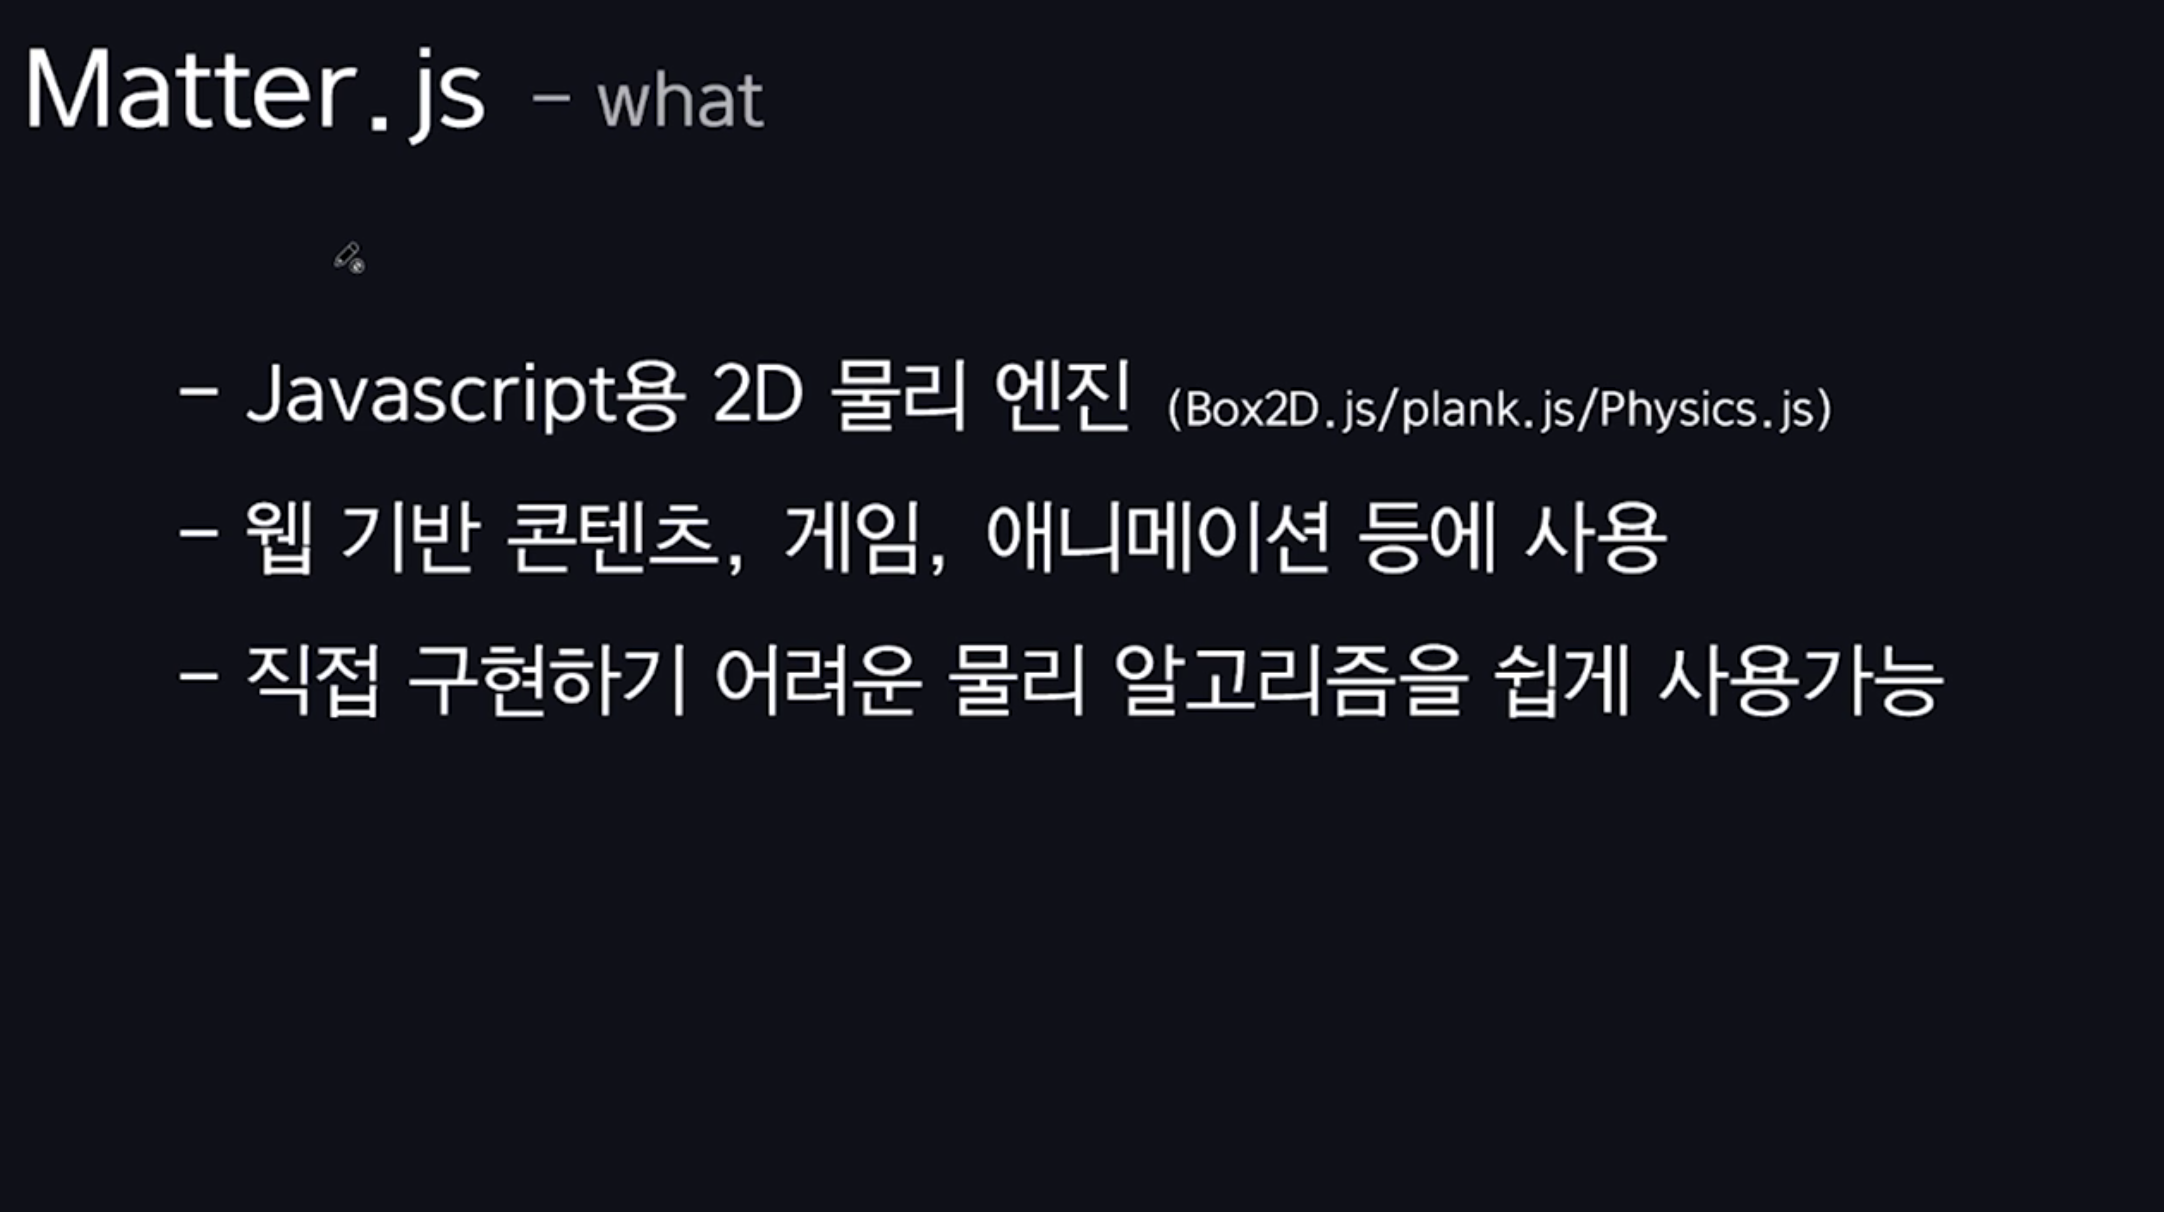 Matter.js - what
- Javascript용 2D 물리 엔진 (Box2D.js/plank.js/Physics.js)
- 웹 기반 콘텐츠, 게임, 애니메이션 등에 사용
- 직접 구현하기 어려운 물리 알고리즘을 쉽게 사용가능